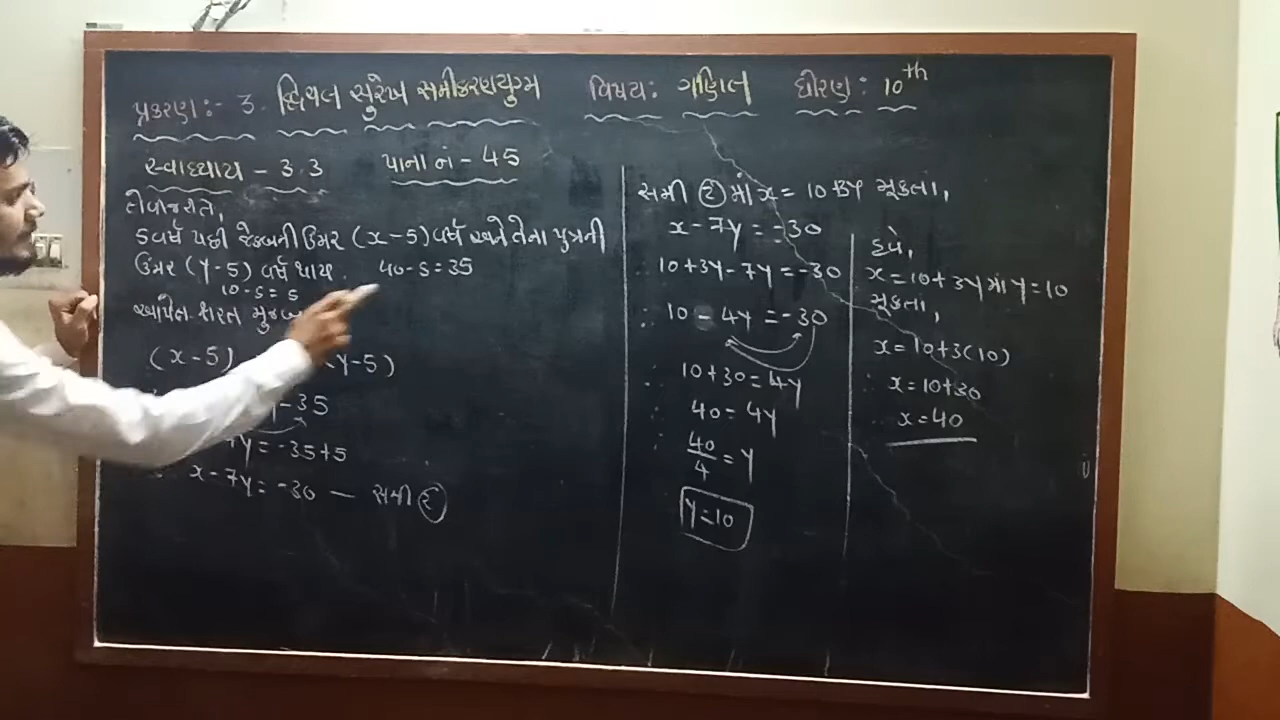 પ્રકરણ:- 3. દ્વિચલ સુરેખ સમીકરણયુગ્મ વિષય: ગણિત ધોરણ: 10th
સ્વાધ્યાય - 3.3 પાના નં - 45
તેવીજ રીતે,
5 વર્ષ પછી જેકબની ઉંમર (x-5) વર્ષ અને તેના પુત્રની
ઉંમર (y-5) વર્ષ થાય. 40-5=35
10-5=5
આપેલ શરત મુજબ
(x-5) y-5)
-35
7y=-35+5
x-7y=-30 — સમી ૨
સમી ૨ માં x=10+3y મૂકતા,
x-7y=-30
10+3y-7y=-30
∴ 10-4y=-30
∴ 10+30=4y
∴ 40=4y
∴ 40/4=y
y=10
હવે,
x=10+3y માં y=10
મૂકતા,
x=10+3(10)
∴ x=10+30
∴ x=40